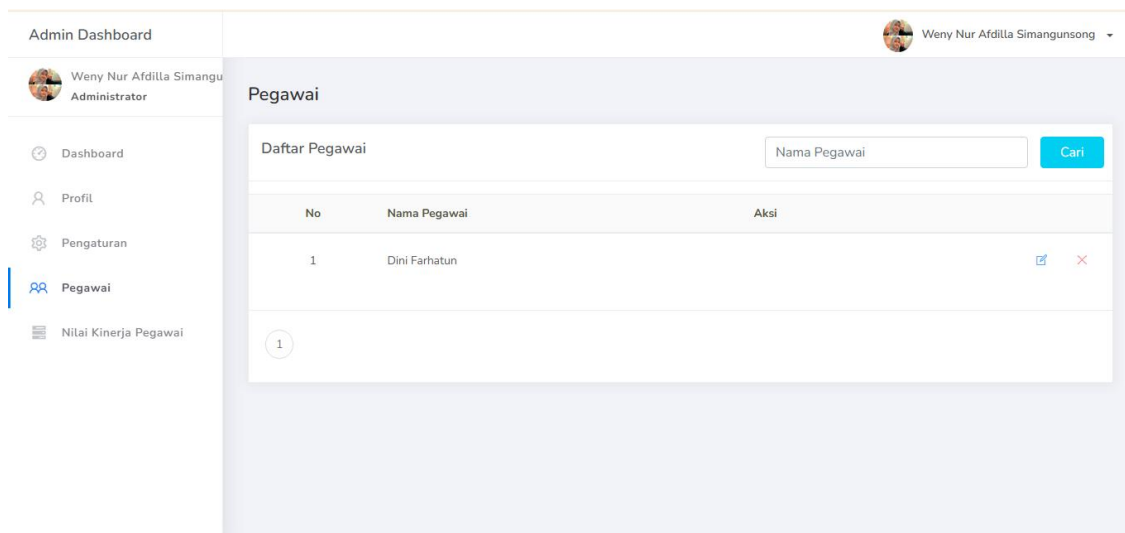 Admin Dashboard
Weny Nur Afdilla Simangunsong
Weny Nur Afdilla Simangu
Administrator
Dashboard
Profil
Pengaturan
Pegawai
Nilai Kinerja Pegawai
Pegawai
Daftar Pegawai
Nama Pegawai
Cari
No Nama Pegawai Aksi
1 Dini Farhatun
1